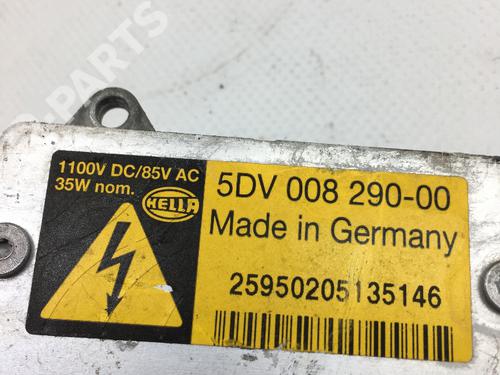 B-PARTS
1100V DC/85V AC
35W nom.
HELLA
5DV 008 290-00
Made in Germany
25950205135146